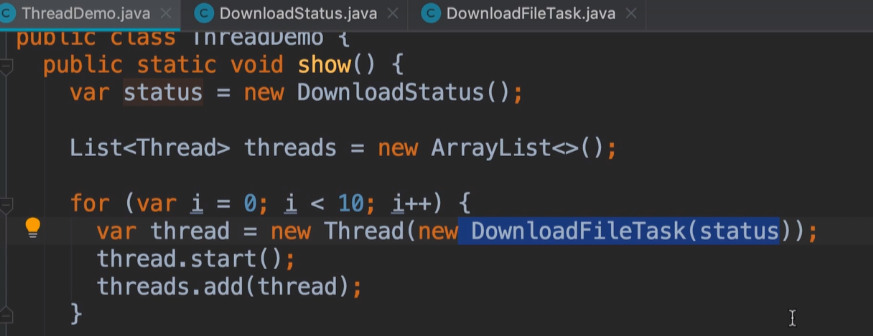 ThreadDemo.java
DownloadStatus.java
DownloadFileTask.java
public class ThreadDemo {
public static void show() {
var status = new DownloadStatus();
List<Thread> threads = new ArrayList<>();
for (var i = 0; i < 10; i++) {
var thread = new Thread(new DownloadFileTask(status));
thread.start();
threads.add(thread);
}